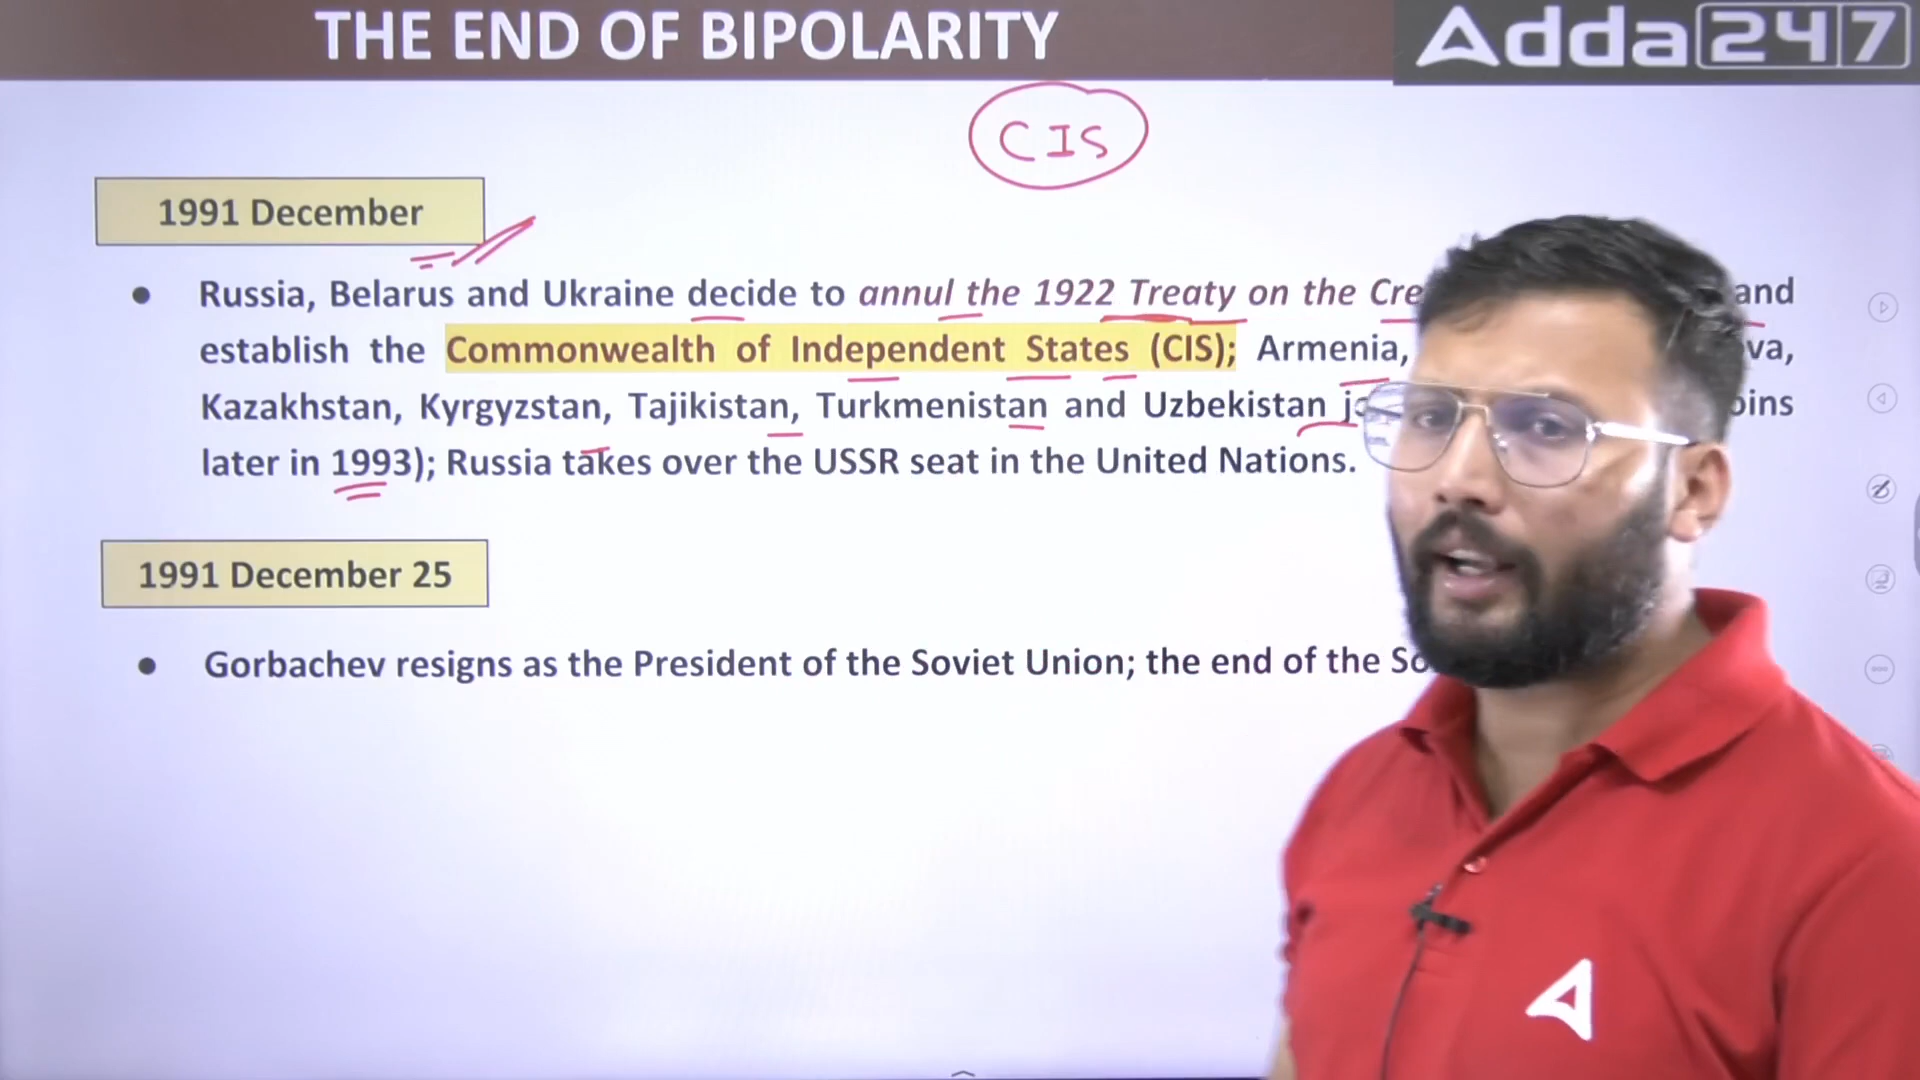 THE END OF BIPOLARITY
Adda247
CIS
1991 December
Russia, Belarus and Ukraine decide to annul the 1922 Treaty on the and
establish the Commonwealth of Independent States (CIS); Armenia,
Kazakhstan, Kyrgyzstan, Tajikistan, Turkmenistan and Uzbekistan
later in 1993); Russia takes over the USSR seat in the United Nations.
1991 December 25
Gorbachev resigns as the President of the Soviet Union; the end of the